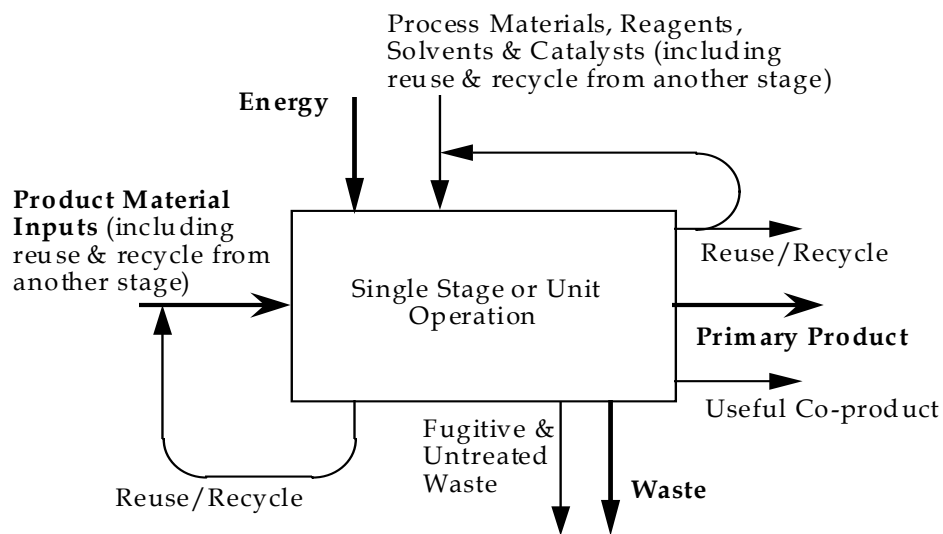 Process Materials, Reagents,
Solvents & Catalysts (including
reuse & recycle from another stage)
Energy
Product Material
Inputs (including
reuse & recycle from
another stage)
Single Stage or Unit
Operation
Reuse/Recycle
Primary Product
Useful Co-product
Fugitive &
Untreated
Waste
Waste
Reuse/Recycle